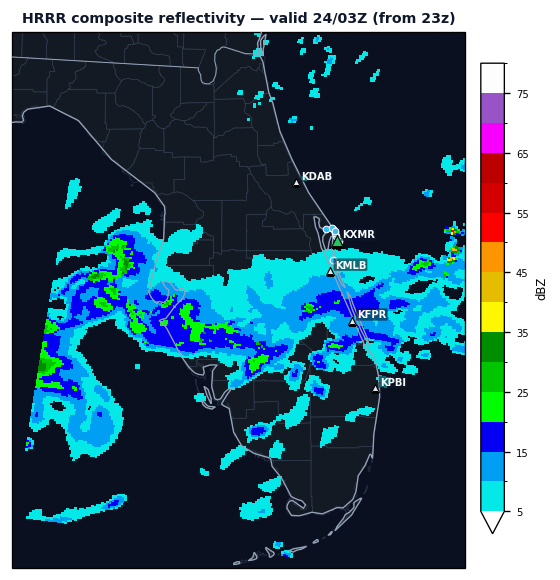 HRRR composite reflectivity — valid 24/03Z (from 23z)
KDAB
KXMR
KMLB
KFPR
KPBI
75
65
55
45
35
25
15
5
dBZ